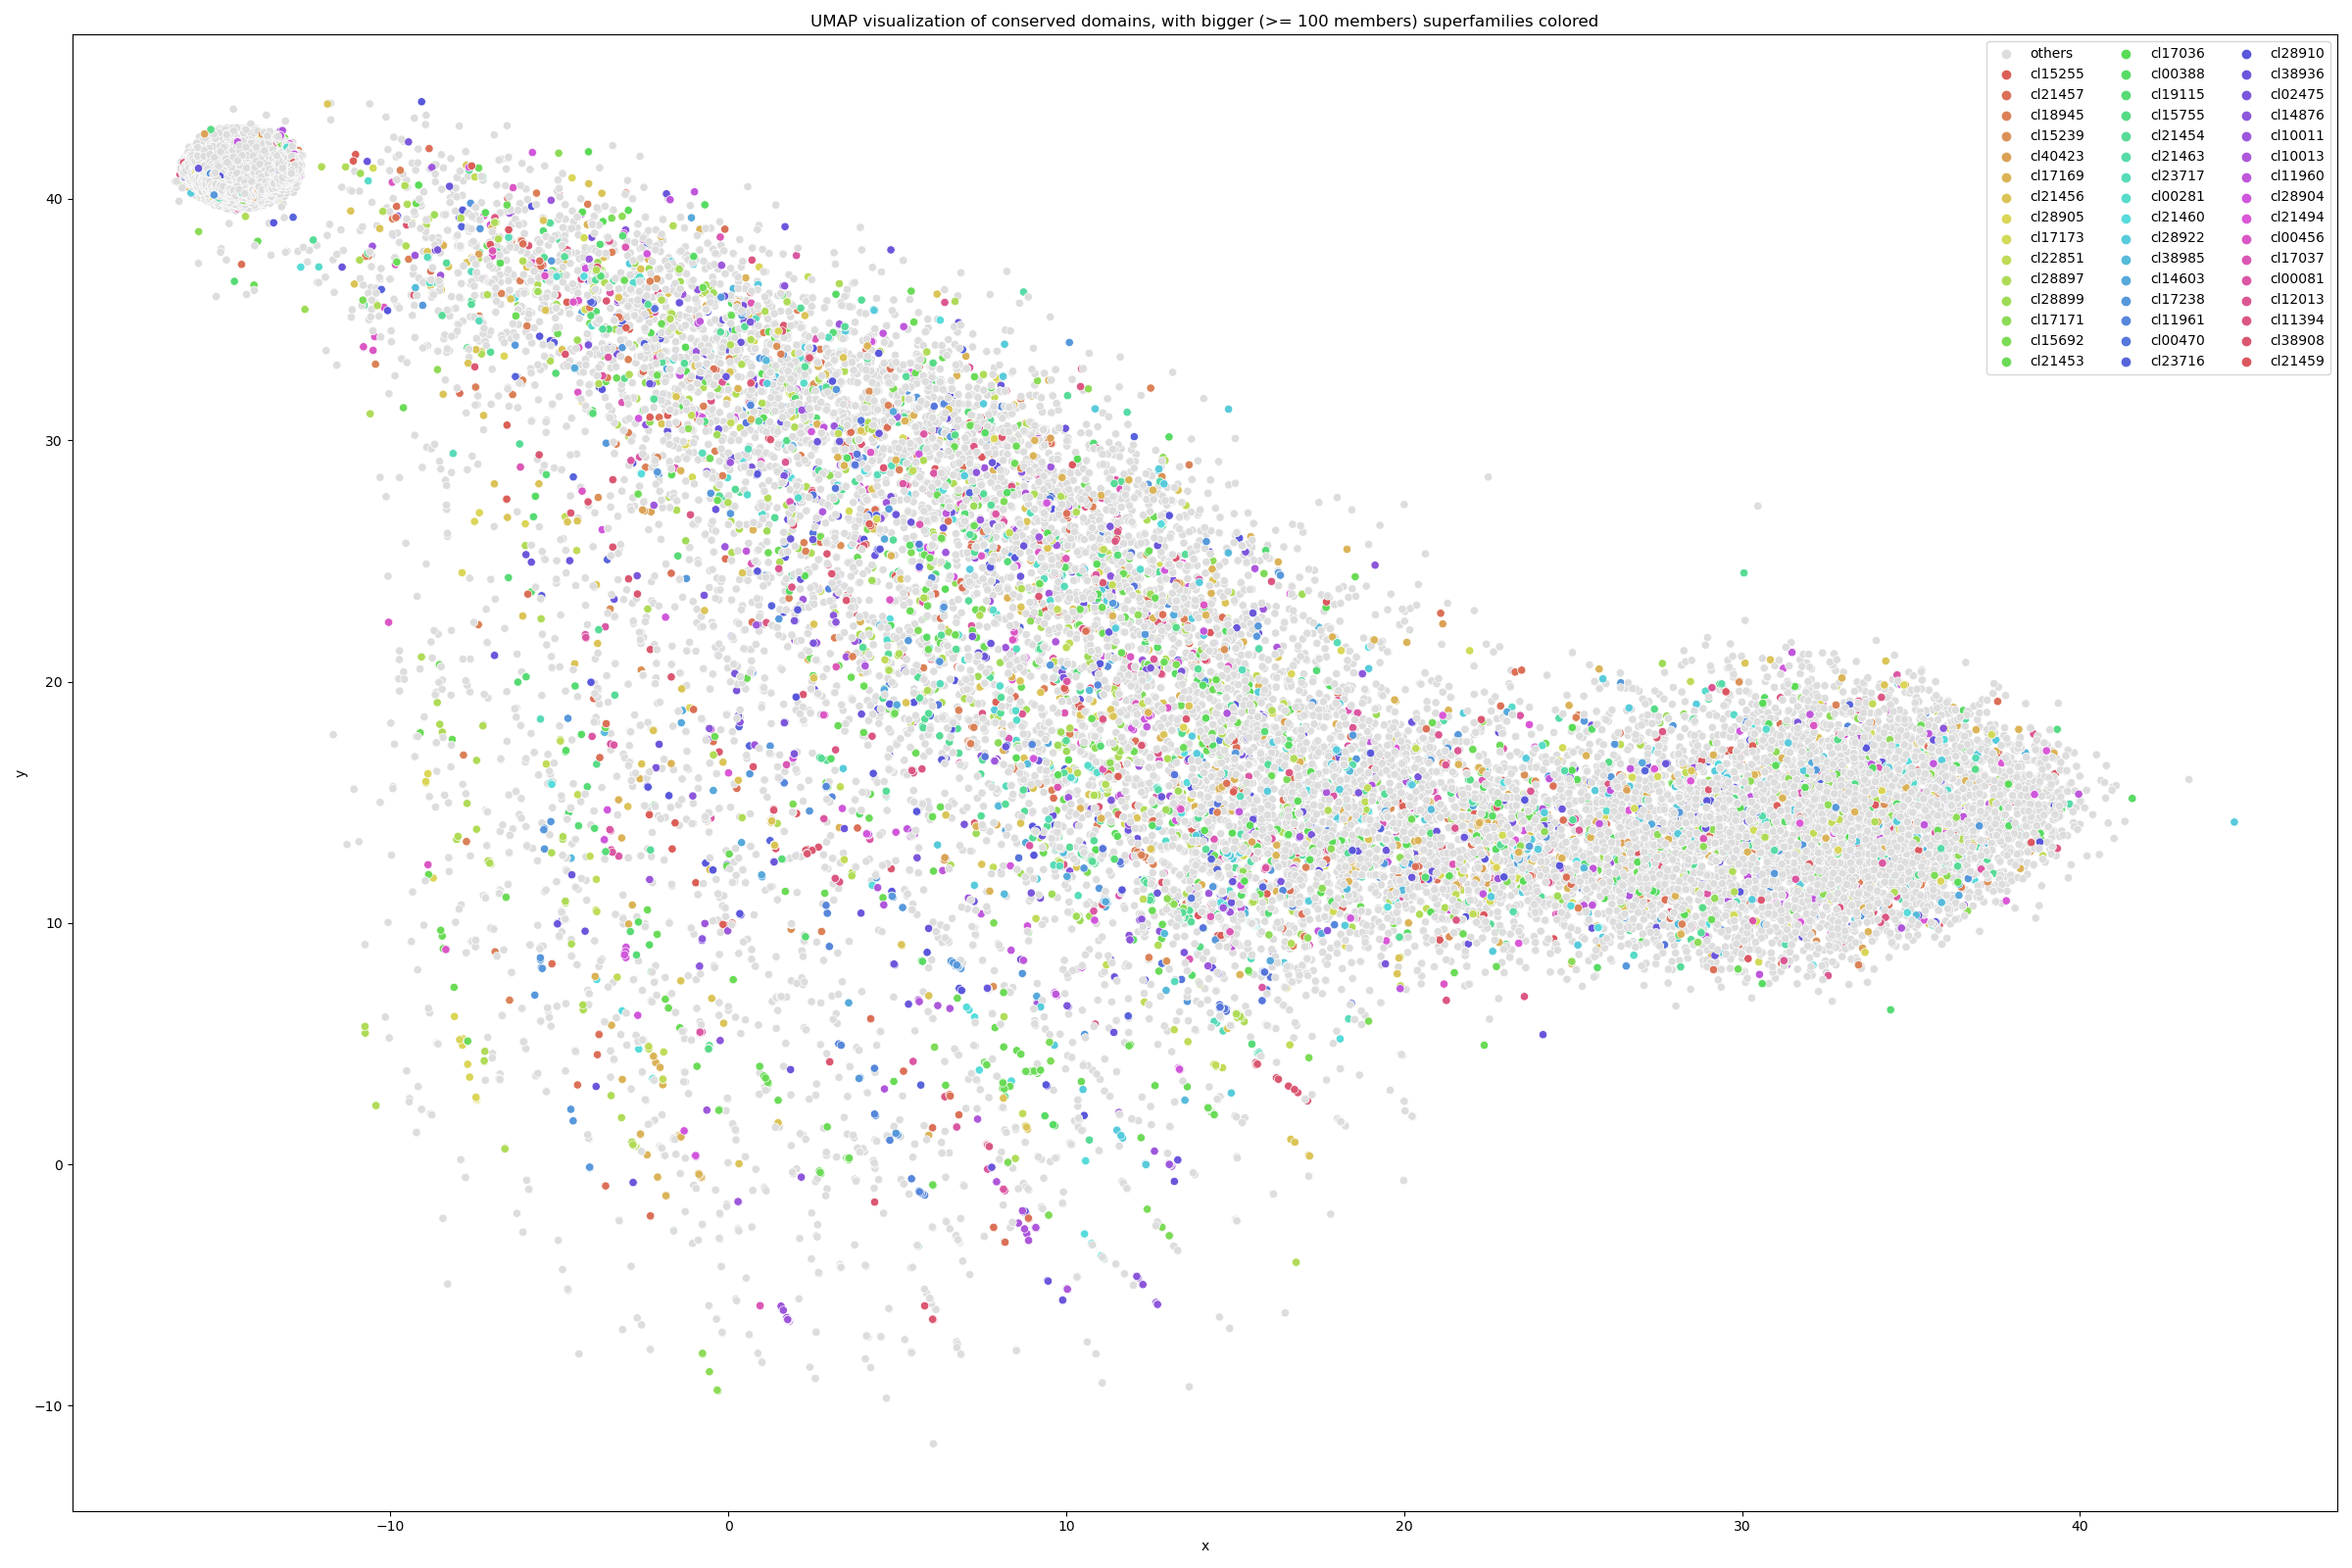 UMAP visualization of conserved domains, with bigger (>= 100 members) superfamilies colored
others
cl15255
cl21457
cl18945
cl15239
cl40423
cl17169
cl21456
cl28905
cl17173
cl22851
cl28897
cl28899
cl17171
cl15692
cl21453
cl17036
cl00388
cl19115
cl15755
cl21454
cl21463
cl23717
cl00281
cl21460
cl28922
cl38985
cl14603
cl17238
cl11961
cl00470
cl23716
cl28910
cl38936
cl02475
cl14876
cl10011
cl10013
cl11960
cl28904
cl21494
cl00456
cl17037
cl00081
cl12013
cl11394
cl38908
cl21459
40
30
20
10
0
−10
y
−10
0
10
20
30
40
x